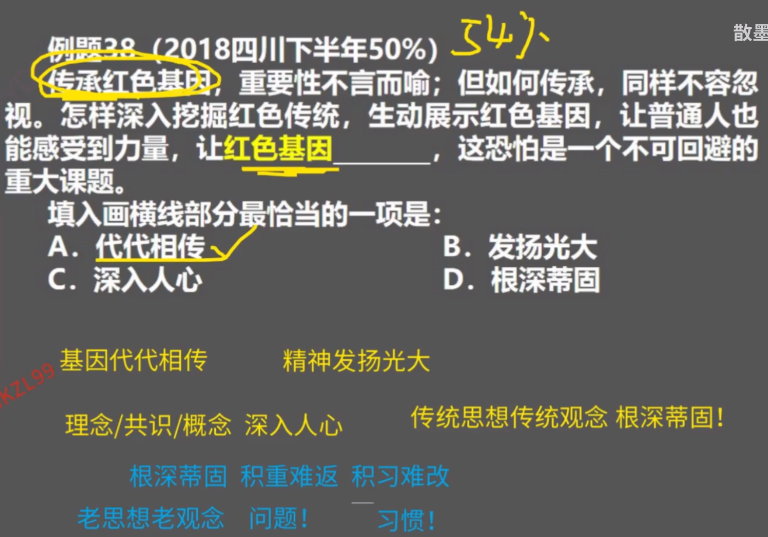 散墨
54%
例题38（2018四川下半年50%）
传承红色基因，重要性不言而喻；但如何传承，同样不容忽
视。怎样深入挖掘红色传统，生动展示红色基因，让普通人也
能感受到力量，让红色基因________，这恐怕是一个不可回避的
重大课题。
填入画横线部分最恰当的一项是：
A．代代相传 B．发扬光大
C．深入人心 D．根深蒂固
基因代代相传 精神发扬光大
KZL99
理念/共识/概念 深入人心 传统思想传统观念 根深蒂固！
根深蒂固 积重难返 积习难改
老思想老观念 问题！ 习惯！